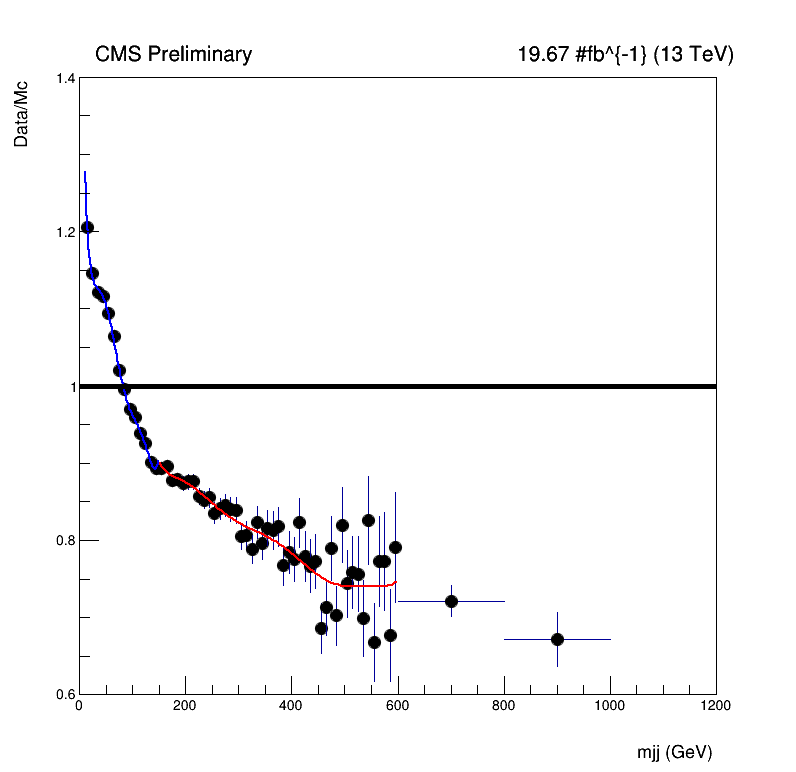 CMS Preliminary
19.67 #fb^{-1} (13 TeV)
Data/Mc
1.4
1.2
1
0.8
0.6
0 200 400 600 800 1000 1200
mjj (GeV)